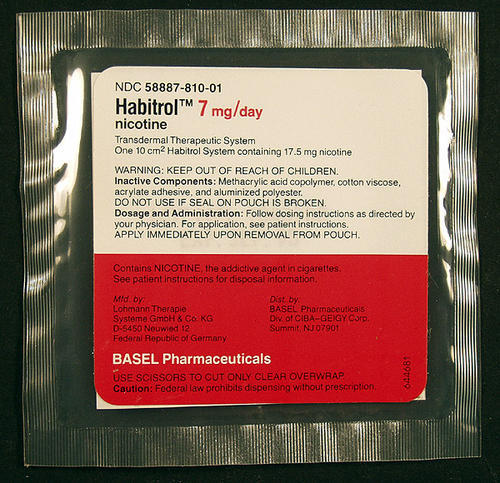 NDC 58887-810-01
Habitrol™ 7 mg/day
nicotine
Transdermal Therapeutic System
One 10 cm² Habitrol System containing 17.5 mg nicotine
WARNING: KEEP OUT OF REACH OF CHILDREN.
Inactive Components: Methacrylic acid copolymer, cotton viscose,
acrylate adhesive, and aluminized polyester.
DO NOT USE IF SEAL ON POUCH IS BROKEN.
Dosage and Administration: Follow dosing instructions as directed by
your physician. For application, see patient instructions.
APPLY IMMEDIATELY UPON REMOVAL FROM POUCH.
Contains NICOTINE, the addictive agent in cigarettes.
See patient instructions for disposal information.
Mfd. by:
Lohmann Therapie
Systeme GmbH & Co. KG
D-5450 Neuwied 12
Federal Republic of Germany
Dist. by:
BASEL Pharmaceuticals
Div. of CIBA-GEIGY Corp.
Summit, NJ 07901
BASEL Pharmaceuticals
USE SCISSORS TO CUT ONLY CLEAR OVERWRAP.
Caution: Federal law prohibits dispensing without prescription.
644681